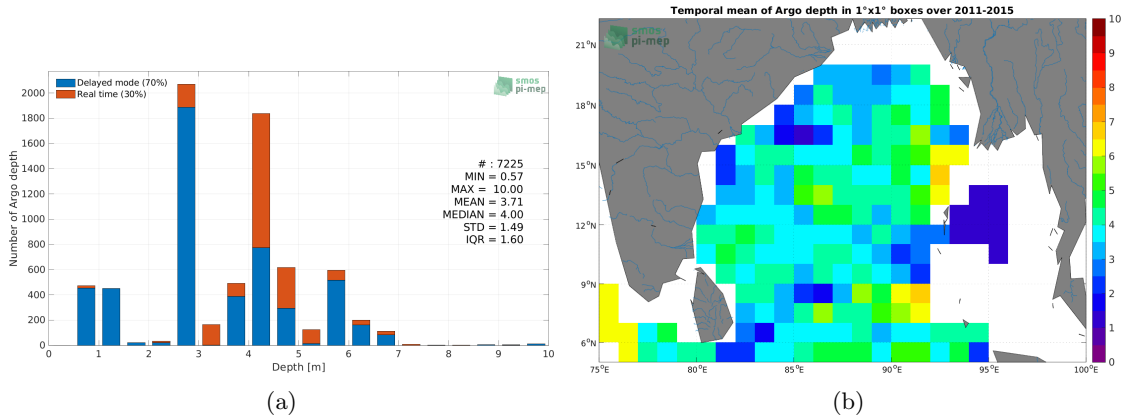 Delayed mode (70%)
Real time (30%)
smos
pi-mep
# : 7225
MIN = 0.57
MAX = 10.00
MEAN = 3.71
MEDIAN = 4.00
STD = 1.49
IQR = 1.60
Number of Argo depth
2000
1800
1600
1400
1200
1000
800
600
400
200
0
0 1 2 3 4 5 6 7 8 9 10
Depth [m]
(a)
Temporal mean of Argo depth in 1°x1° boxes over 2011-2015
smos
pi-mep
21°N
18°N
15°N
12°N
9°N
6°N
75°E 80°E 85°E 90°E 95°E 100°E
10
9
8
7
6
5
4
3
2
1
0
(b)